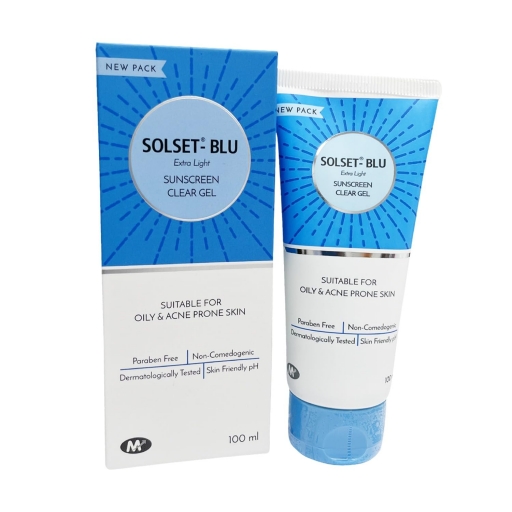 NEW PACK
SOLSET®- BLU
Extra Light
SUNSCREEN
CLEAR GEL
SUITABLE FOR
OILY & ACNE PRONE SKIN
Paraben Free Non-Comedogenic
Dermatologically Tested Skin Friendly pH
M
100 ml
NEW PACK
SOLSET®- BLU
Extra Light
SUNSCREEN
CLEAR GEL
SUITABLE FOR
OILY & ACNE PRONE SKIN
Paraben Free Non-Comedogenic
Dermatologically Tested Skin Friendly pH
M
100